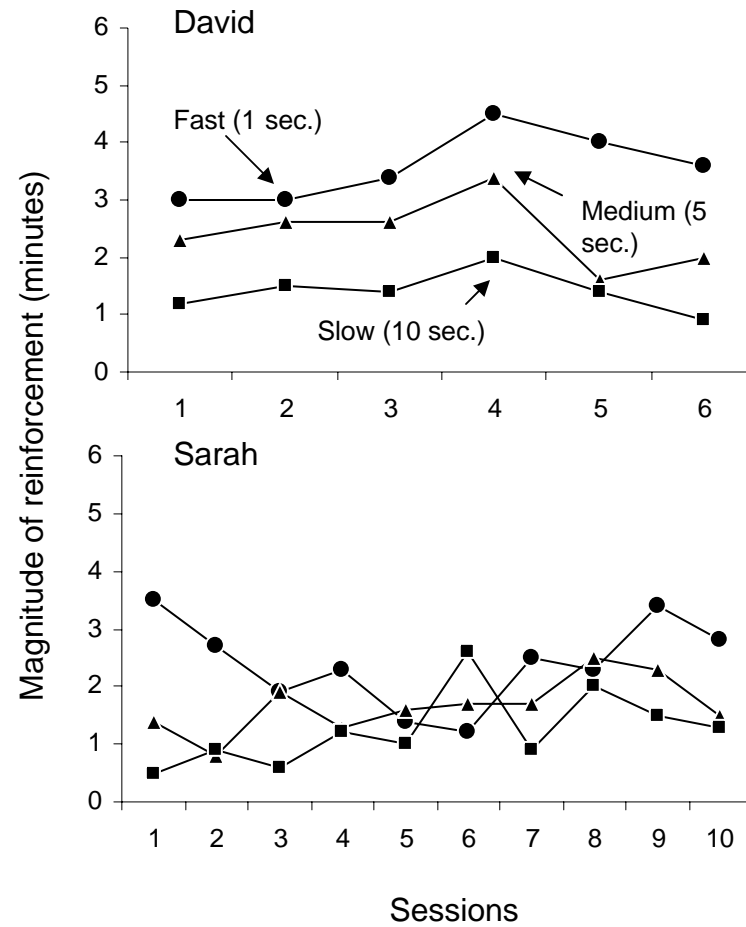 Magnitude of reinforcement (minutes)
David
6
5
4
3
2
1
0
Fast (1 sec.)
Medium (5
sec.)
Slow (10 sec.)
1 2 3 4 5 6
Sarah
6
5
4
3
2
1
0
1 2 3 4 5 6 7 8 9 10
Sessions